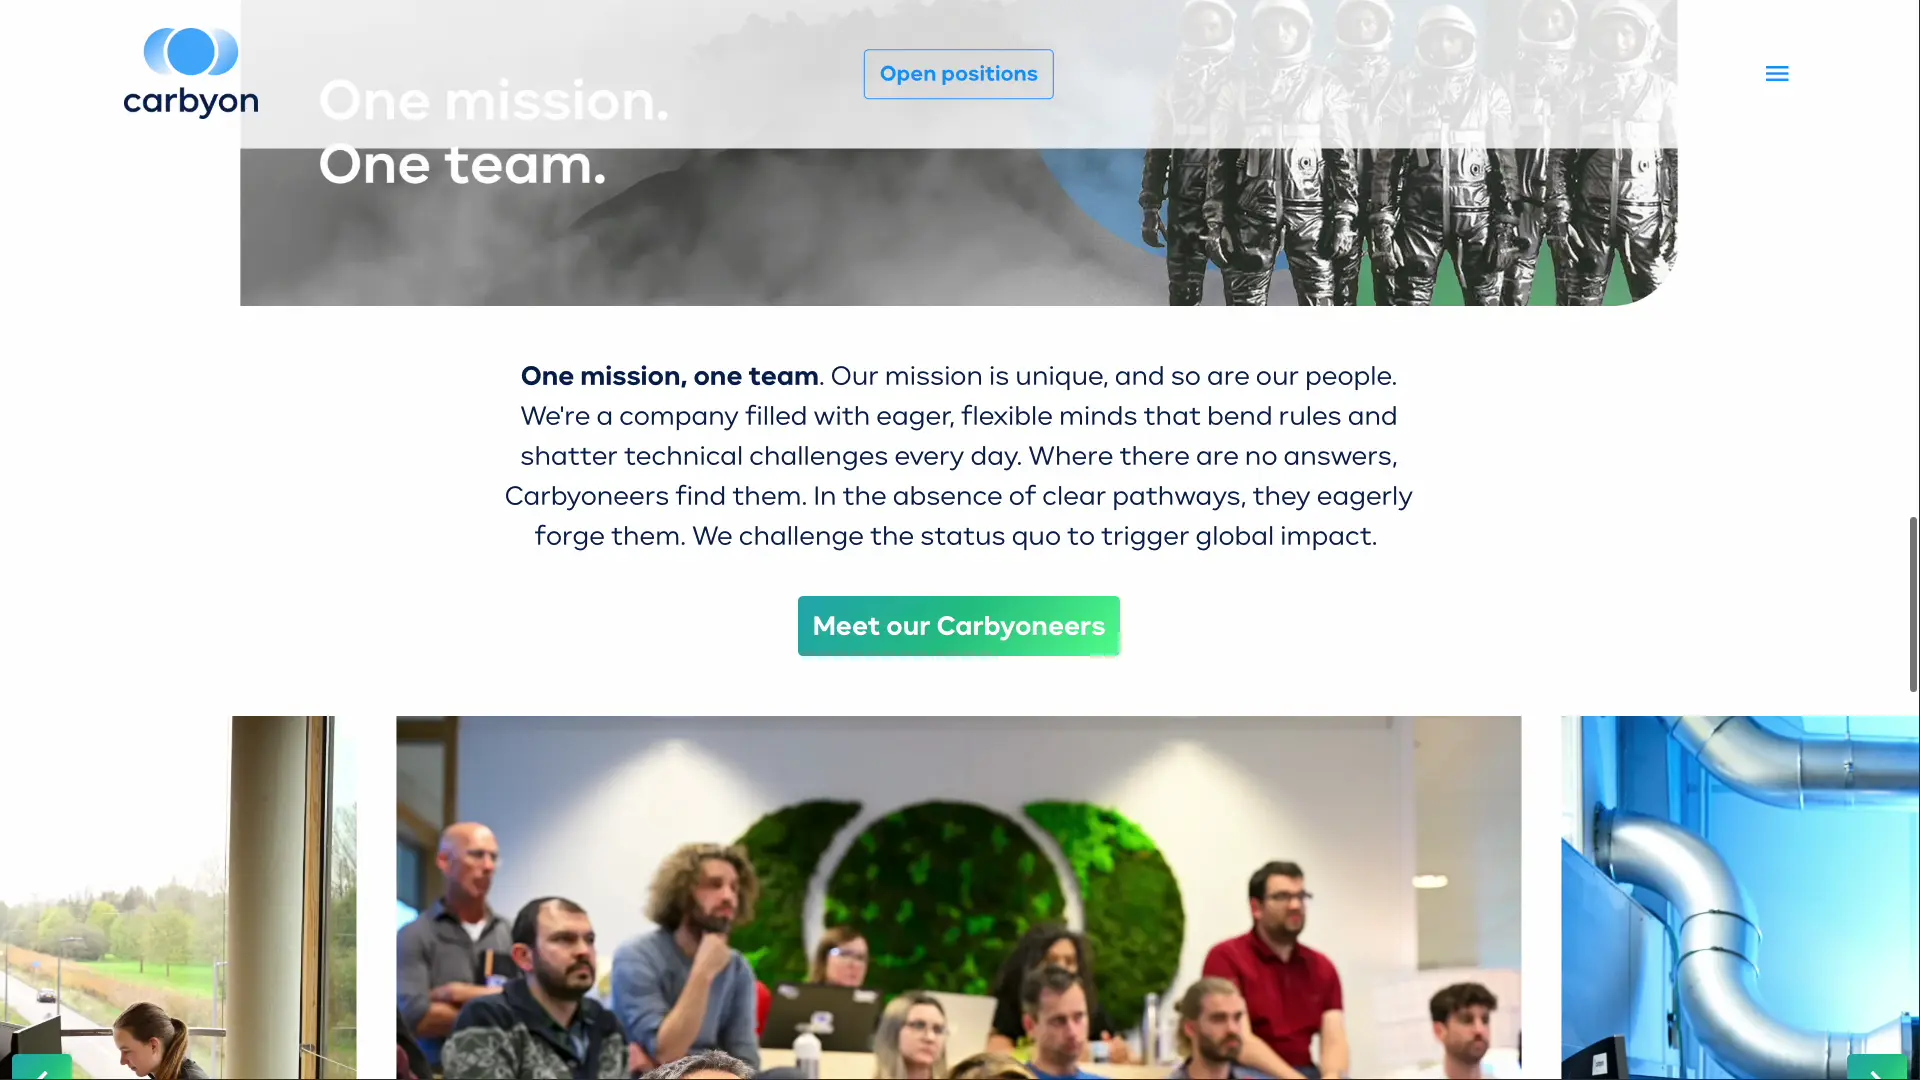 carbyon
Open positions
One mission.
One team.
One mission, one team. Our mission is unique, and so are our people.
We're a company filled with eager, flexible minds that bend rules and
shatter technical challenges every day. Where there are no answers,
Carbyoneers find them. In the absence of clear pathways, they eagerly
forge them. We challenge the status quo to trigger global impact.
Meet our Carbyoneers